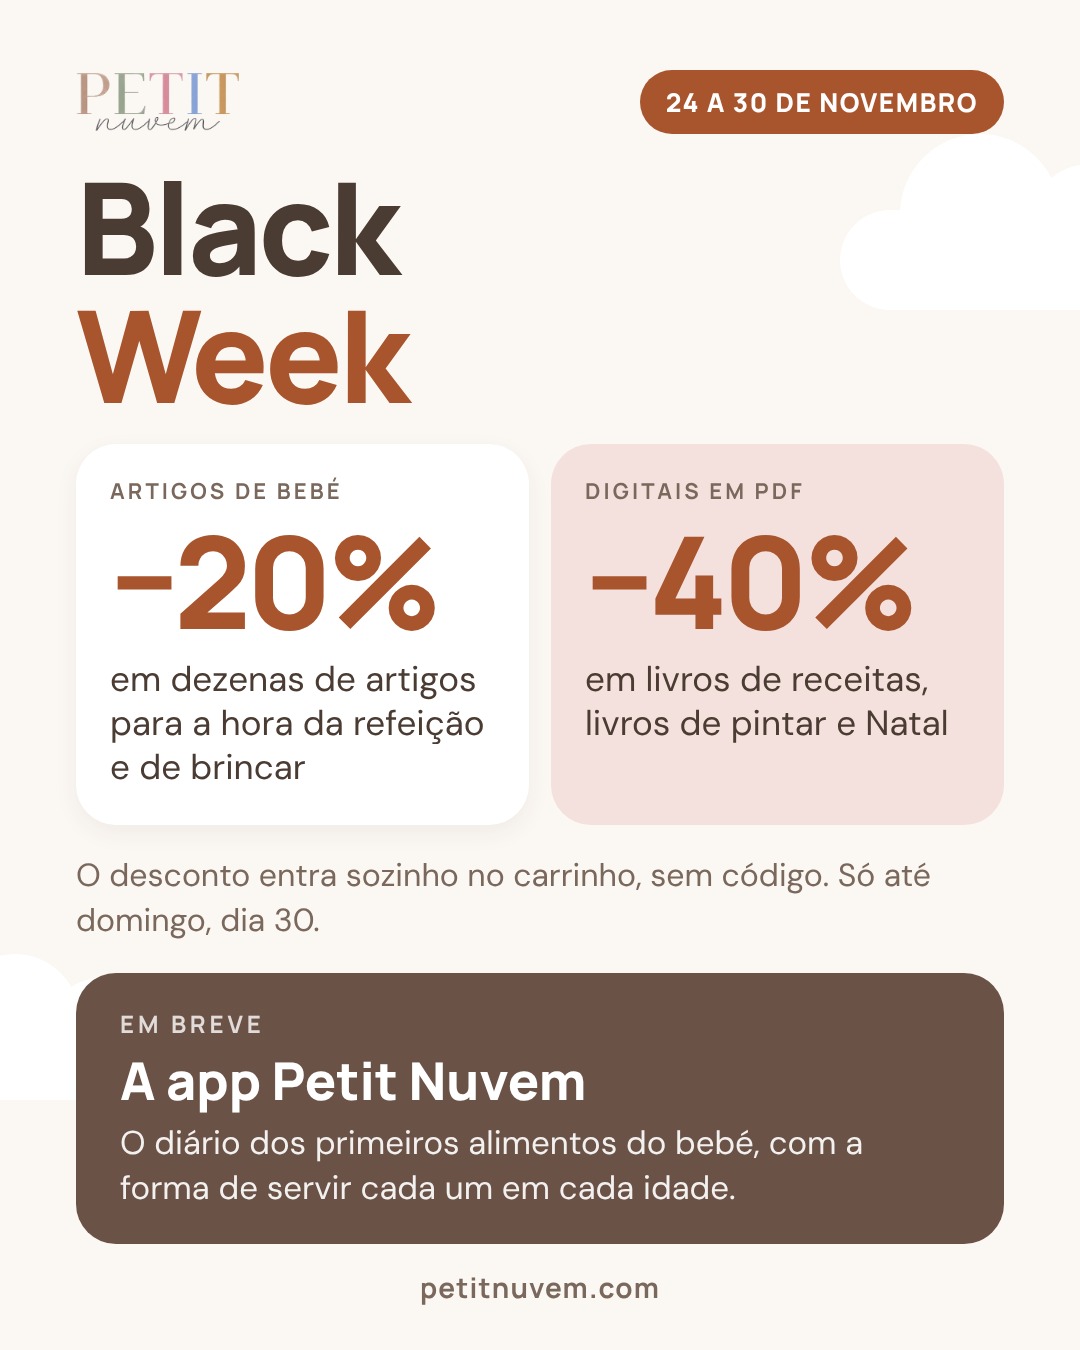 PETIT
nuvem
24 A 30 DE NOVEMBRO
Black
Week
ARTIGOS DE BEBÉ
−20%
em dezenas de artigos
para a hora da refeição
e de brincar
DIGITAIS EM PDF
−40%
em livros de receitas,
livros de pintar e Natal
O desconto entra sozinho no carrinho, sem código. Só até
domingo, dia 30.
EM BREVE
A app Petit Nuvem
O diário dos primeiros alimentos do bebé, com a
forma de servir cada um em cada idade.
petitnuvem.com